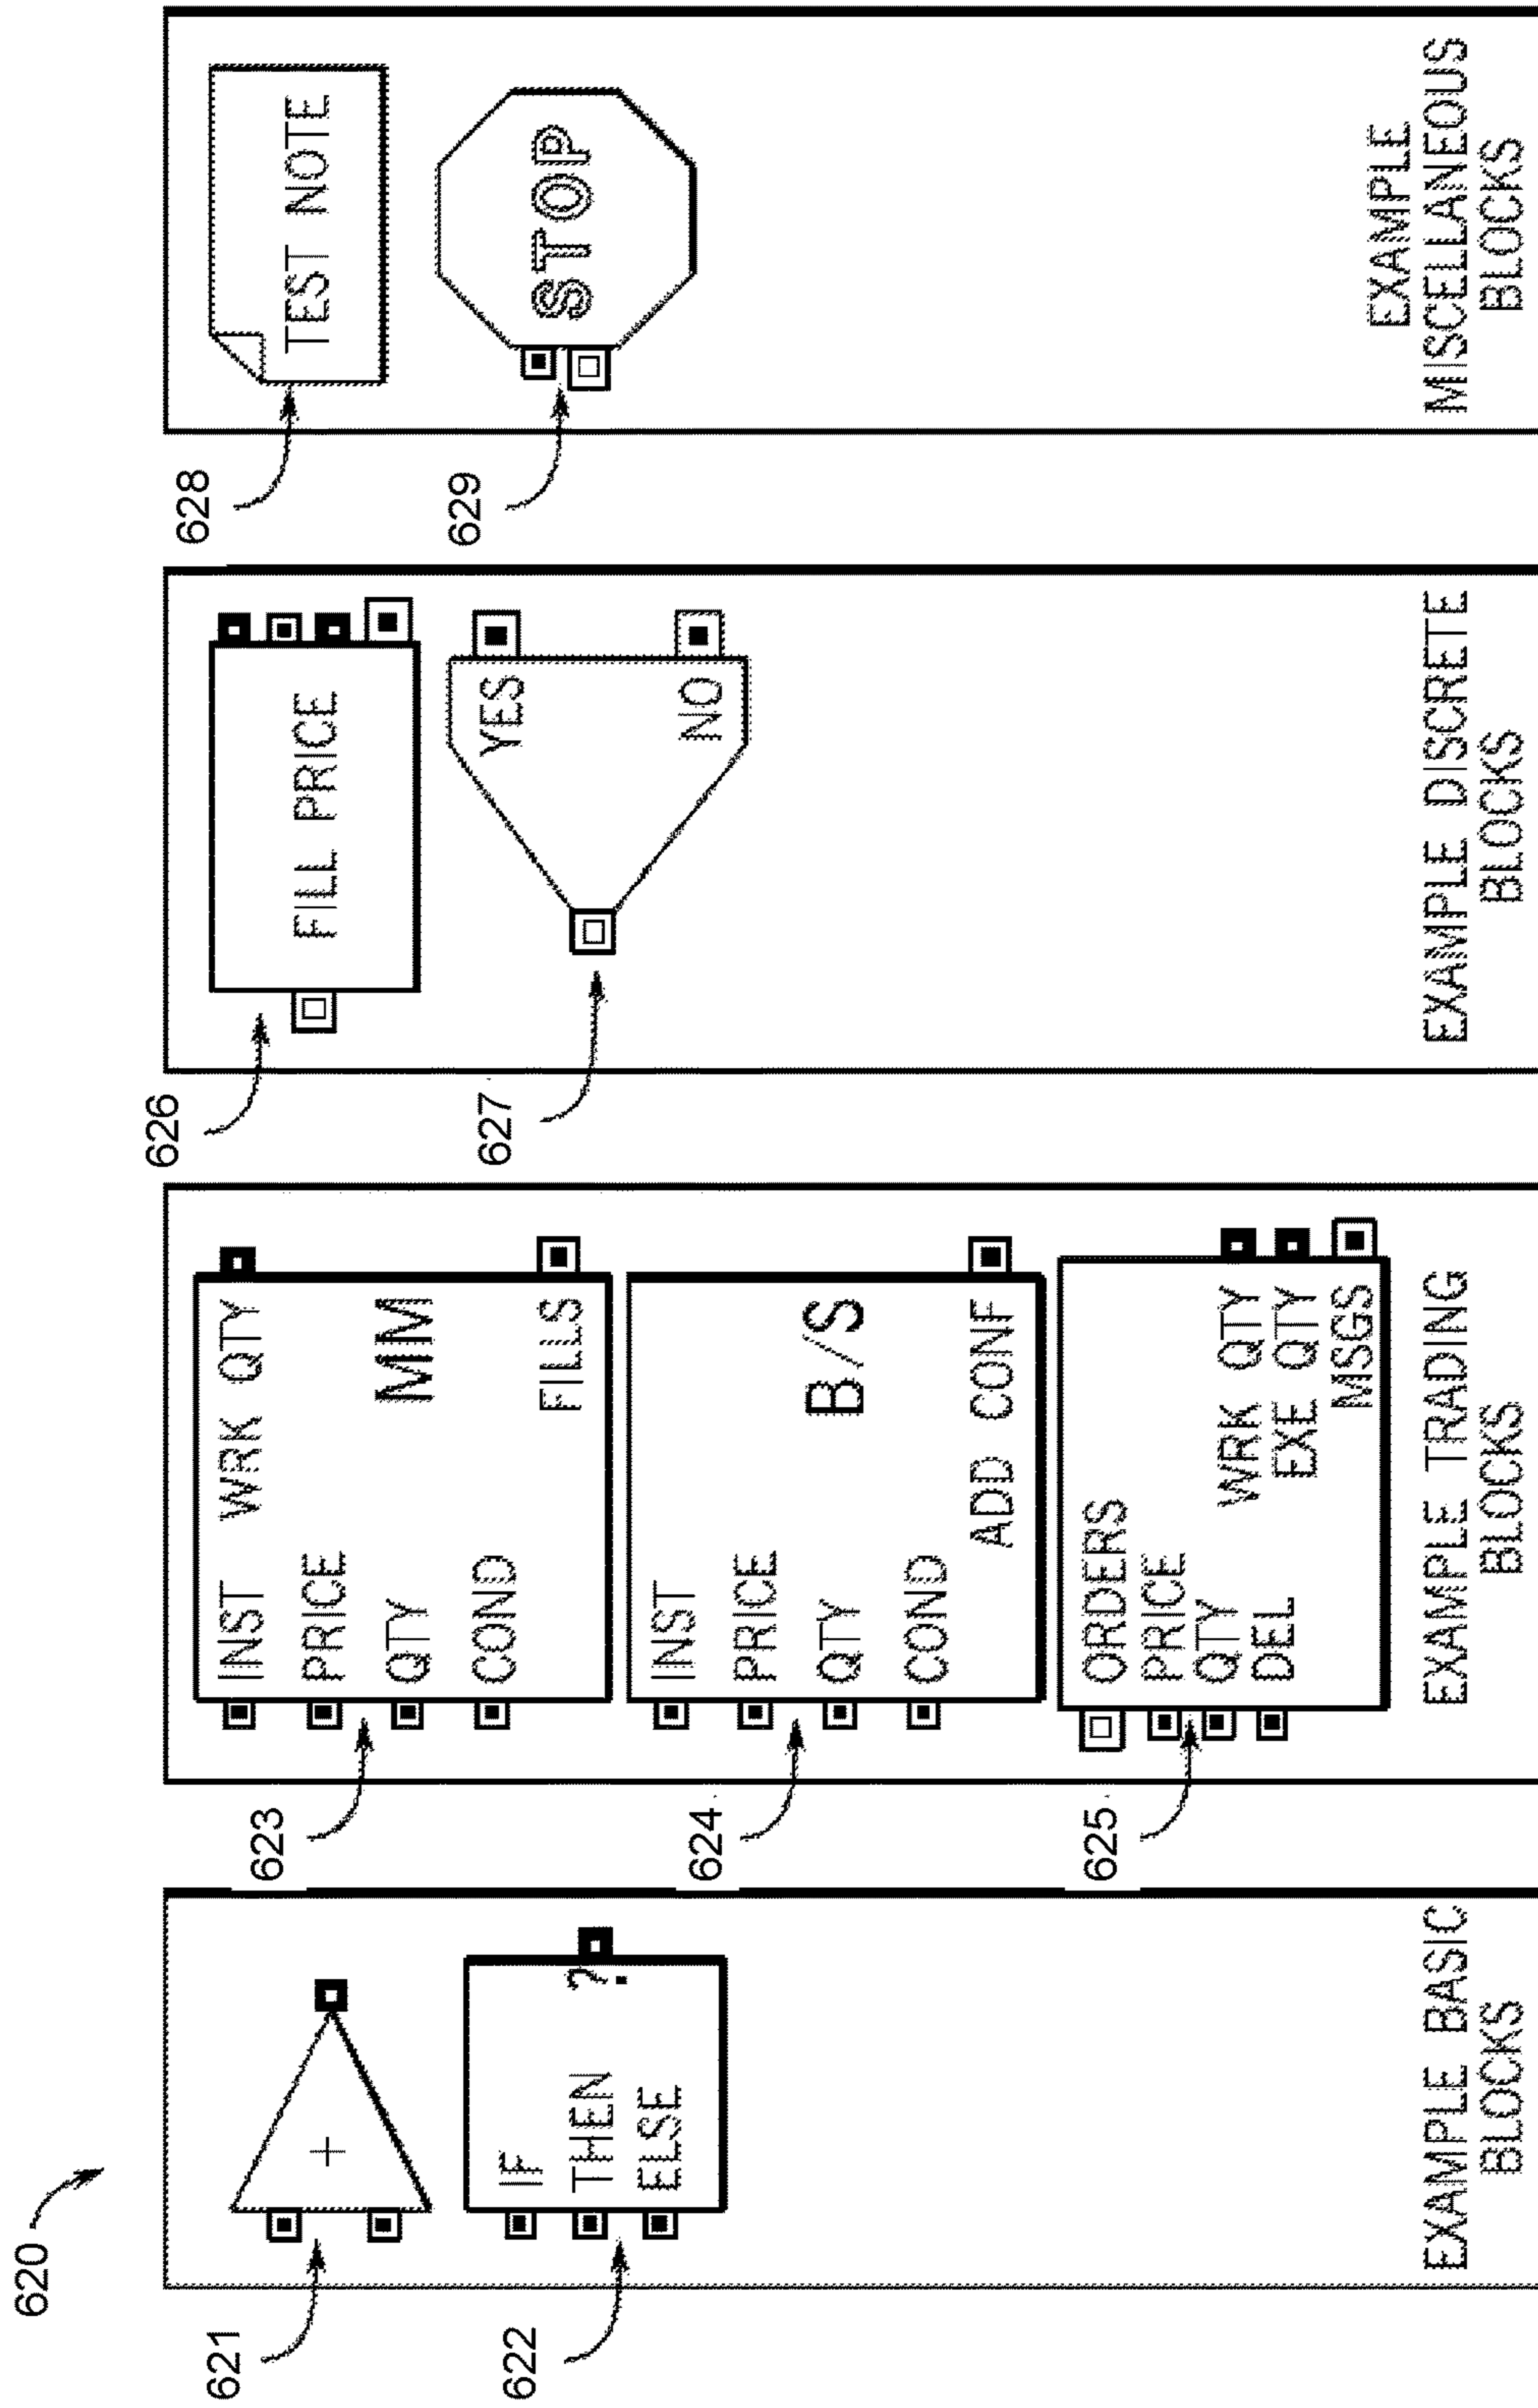 620
621
+
622
IF
THEN ?
ELSE
EXAMPLE BASIC
BLOCKS
623
INST WRK QTY
PRICE
MM
QTY
COND
FILLS
624
INST
PRICE
B/S
QTY
COND
ADD CONF
625
ORDERS
PRICE
QTY WRK QTY
DEL EXE QTY
MSGS
EXAMPLE TRADING
BLOCKS
626
FILL PRICE
627
YES
NO
EXAMPLE DISCRETE
BLOCKS
628
TEST NOTE
629
STOP
EXAMPLE
MISCELLANEOUS
BLOCKS